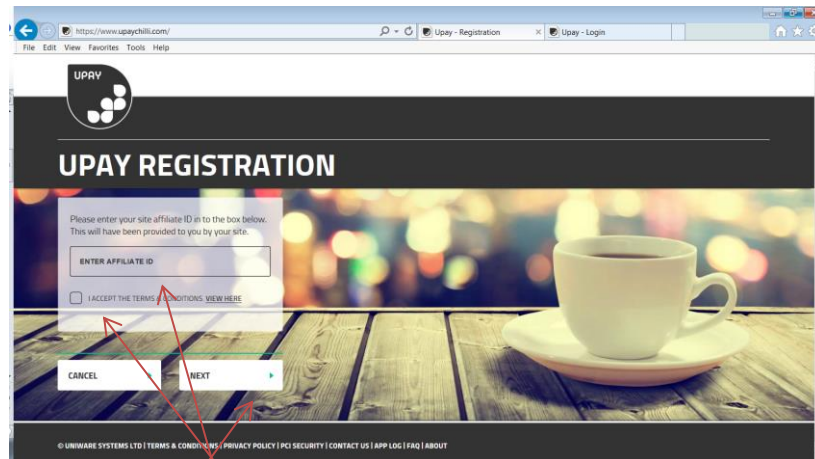 https://www.upaychilli.com/
Upay - Registration
Upay - Login
File Edit View Favorites Tools Help
UPAY
UPAY REGISTRATION
Please enter your site affiliate ID in to the box below.
This will have been provided to you by your site.
ENTER AFFILIATE ID
I ACCEPT THE TERMS & CONDITIONS. VIEW HERE
CANCEL
NEXT
© UNIWARE SYSTEMS LTD | TERMS & CONDITIONS | PRIVACY POLICY | PCI SECURITY | CONTACT US | APP LOG | FAQ | ABOUT